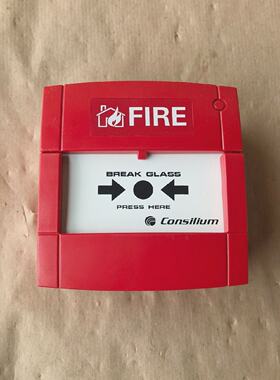 FIRE
BREAK GLASS
PRESS HERE
Consilium